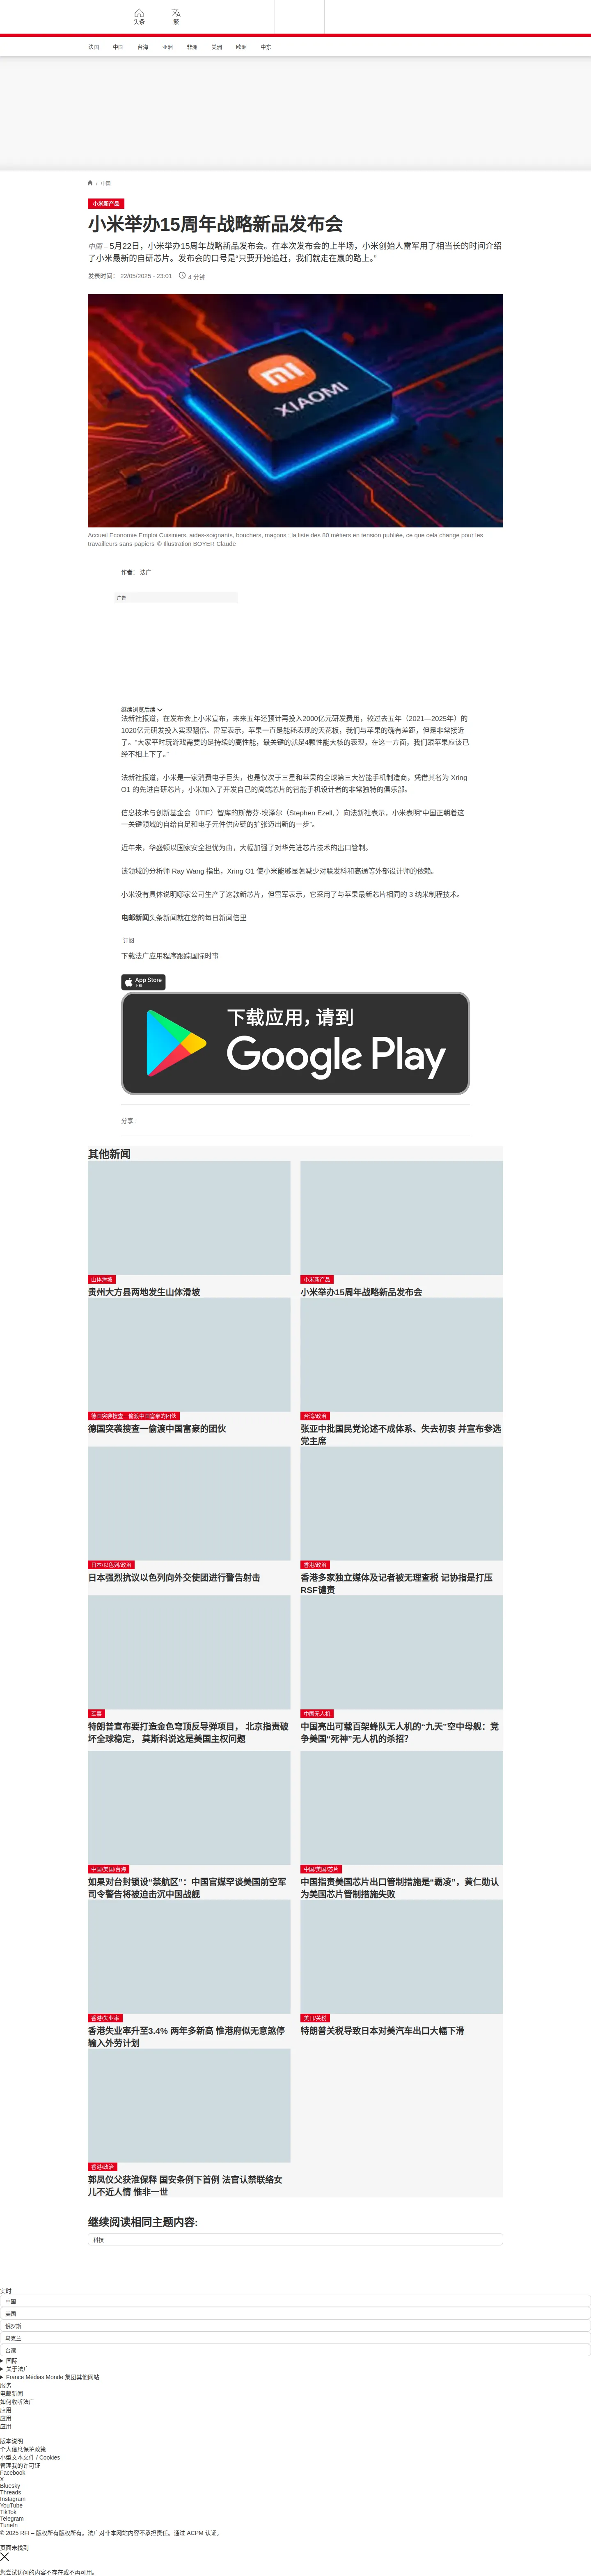 头条
繁
法国
中国
台海
亚洲
非洲
美洲
欧洲
中东
/ 中国
小米新产品
小米举办15周年战略新品发布会
中国 – 5月22日，小米举办15周年战略新品发布会。在本次发布会的上半场，小米创始人雷军用了相当长的时间介绍
了小米最新的自研芯片。发布会的口号是“只要开始追赶，我们就走在赢的路上。”
发表时间： 22/05/2025 - 23:01
4 分钟
mi
XIAOMI
Accueil Economie Emploi Cuisiniers, aides-soignants, bouchers, maçons : la liste des 80 métiers en tension publiée, ce que cela change pour les
travailleurs sans-papiers © Illustration BOYER Claude
作者： 法广
广告
继续浏览后续
法新社报道，在发布会上小米宣布，未来五年还预计再投入2000亿元研发费用，较过去五年（2021—2025年）的
1020亿元研发投入实现翻倍。雷军表示，苹果一直是能耗表现的天花板，我们与苹果的确有差距，但是非常接近
了。“大家平时玩游戏需要的是持续的高性能，最关键的就是4颗性能大核的表现，在这一方面，我们跟苹果应该已
经不相上下了。”
法新社报道，小米是一家消费电子巨头，也是仅次于三星和苹果的全球第三大智能手机制造商，凭借其名为 Xring
O1 的先进自研芯片，小米加入了开发自己的高端芯片的智能手机设计者的非常独特的俱乐部。
信息技术与创新基金会（ITIF）智库的斯蒂芬·埃泽尔（Stephen Ezell, ）向法新社表示，小米表明“中国正朝着这
一关键领域的自给自足和电子元件供应链的扩张迈出新的一步”。
近年来，华盛顿以国家安全担忧为由，大幅加强了对华先进芯片技术的出口管制。
该领域的分析师 Ray Wang 指出，Xring O1 使小米能够显著减少对联发科和高通等外部设计师的依赖。
小米没有具体说明哪家公司生产了这款新芯片，但雷军表示，它采用了与苹果最新芯片相同的 3 纳米制程技术。
电邮新闻头条新闻就在您的每日新闻信里
订阅
下载法广应用程序跟踪国际时事
App Store
下载
下载应用，请到
Google Play
分享 :
其他新闻
山体滑坡
贵州大方县两地发生山体滑坡
小米新产品
小米举办15周年战略新品发布会
德国突袭搜查一偷渡中国富豪的团伙
德国突袭搜查一偷渡中国富豪的团伙
台湾/政治
张亚中批国民党论述不成体系、失去初衷 并宣布参选
党主席
日本/以色列/政治
日本强烈抗议以色列向外交使团进行警告射击
香港/政治
香港多家独立媒体及记者被无理查税 记协指是打压
RSF谴责
军事
特朗普宣布要打造金色穹顶反导弹项目， 北京指责破
坏全球稳定， 莫斯科说这是美国主权问题
中国无人机
中国亮出可载百架蜂队无人机的“九天”空中母舰：竞
争美国“死神”无人机的杀招？
中国/美国/台海
如果对台封锁设“禁航区”：中国官媒罕谈美国前空军
司令警告将被迫击沉中国战舰
中国/美国/芯片
中国指责美国芯片出口管制措施是“霸凌”，黄仁勋认
为美国芯片管制措施失败
香港/失业率
香港失业率升至3.4% 两年多新高 惟港府似无意煞停
输入外劳计划
美日/关税
特朗普关税导致日本对美汽车出口大幅下滑
香港/政治
郭凤仪父获淮保释 国安条例下首例 法官认禁联络女
儿不近人情 惟非一世
继续阅读相同主题内容:
科技
实时
中国
美国
俄罗斯
乌克兰
台湾
国际
关于法广
France Médias Monde 集团其他网站
服务
电邮新闻
如何收听法广
应用
应用
应用
版本说明
个人信息保护政策
小型文本文件 / Cookies
管理我的许可证
Facebook
X
Bluesky
Threads
Instagram
YouTube
TikTok
Telegram
TuneIn
© 2025 RFI – 版权所有版权所有。法广对非本网站内容不承担责任。通过 ACPM 认证。
页面未找到
您尝试访问的内容不存在或不再可用。